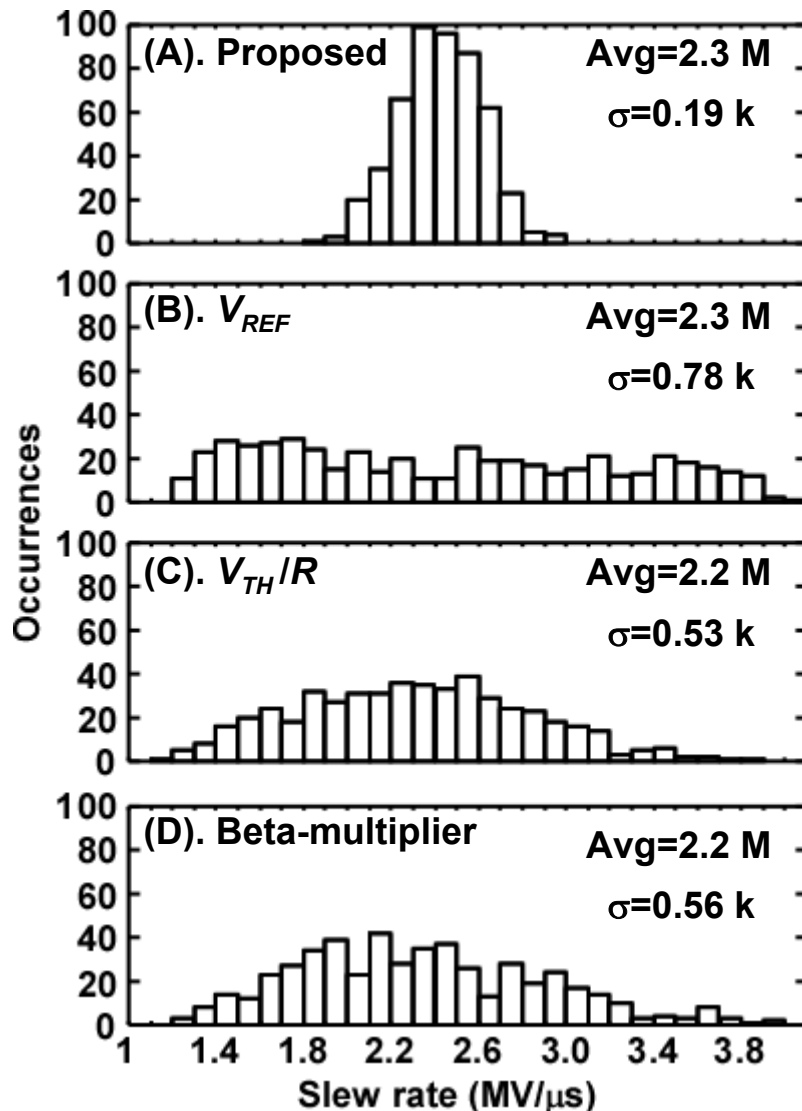 100
(A). Proposed
Avg=2.3 M
80
σ=0.19 k
60
40
20
0
100
(B). VREF
Avg=2.3 M
80
σ=0.78 k
60
40
20
0
100
(C). VTH/R
Avg=2.2 M
80
σ=0.53 k
60
40
20
0
100
(D). Beta-multiplier
Avg=2.2 M
80
σ=0.56 k
60
40
20
0
Occurrences
1 1.4 1.8 2.2 2.6 3.0 3.4 3.8
Slew rate (MV/μs)